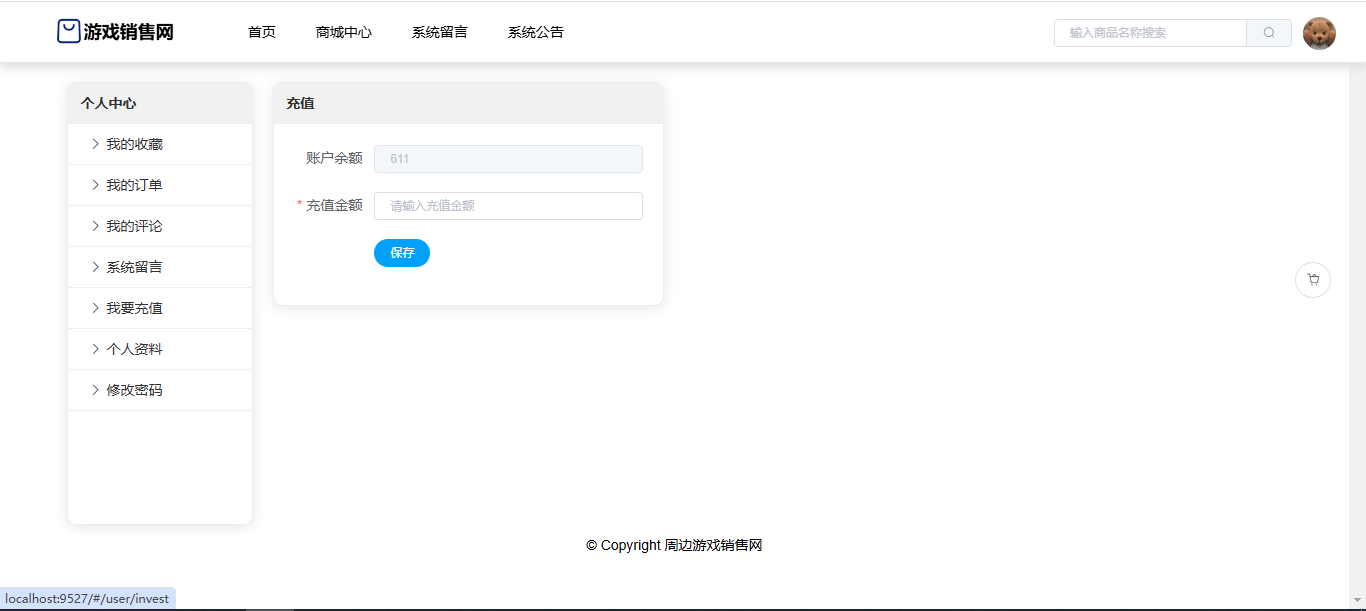 游戏销售网
首页
商城中心
系统留言
系统公告
输入商品名称搜索
个人中心
我的收藏
我的订单
我的评论
系统留言
我要充值
个人资料
修改密码
充值
账户余额
611
* 充值金额
请输入充值金额
保存
© Copyright 周边游戏销售网
localhost:9527/#/user/invest